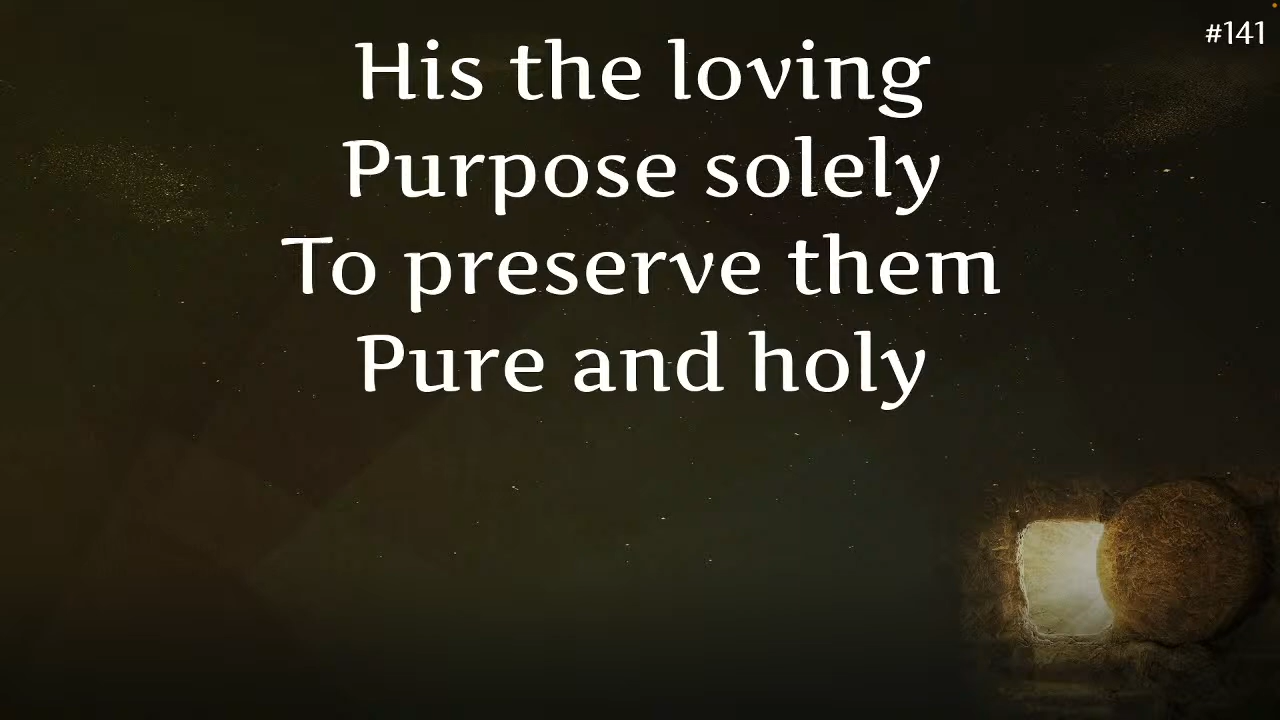 #141
His the loving
Purpose solely
To preserve them
Pure and holy